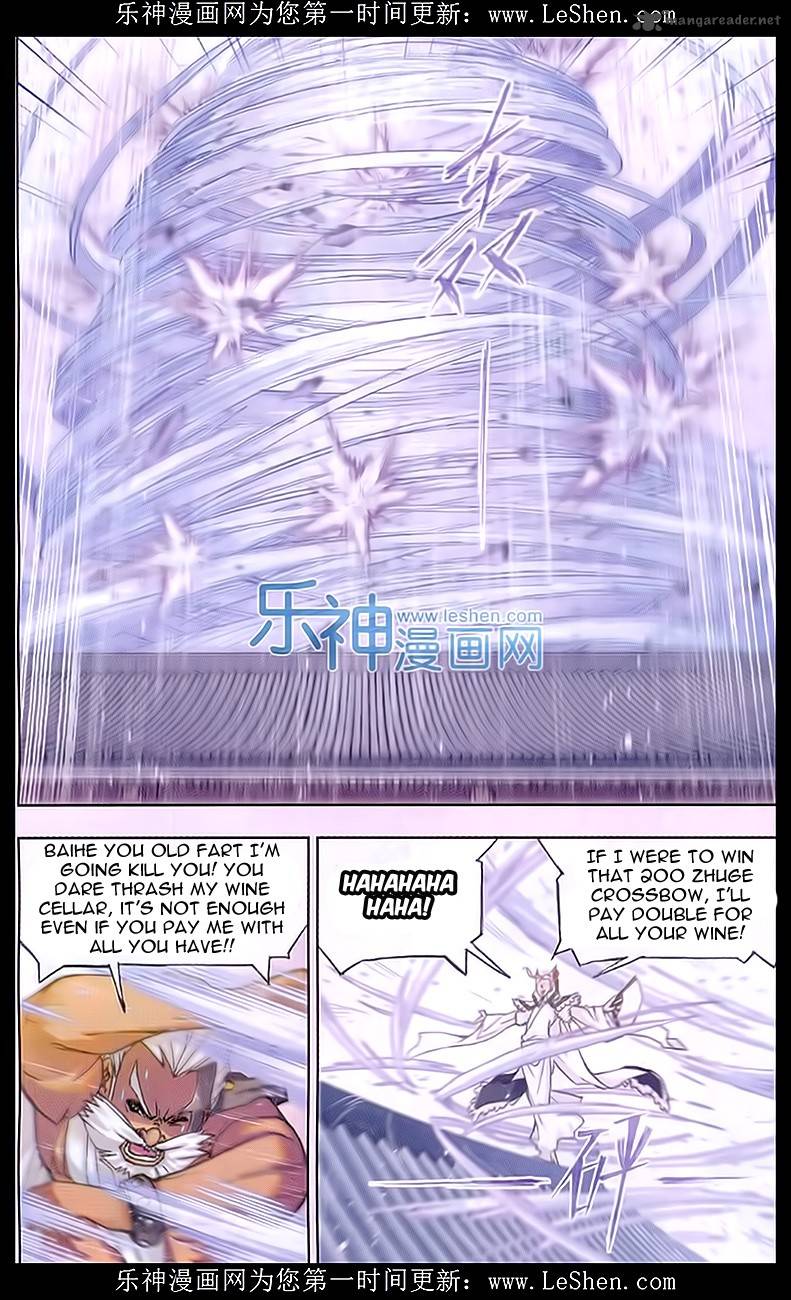 乐神漫画网为您第一时间更新：www.LeShen.com
mangareader.net
www.leshen.com
乐神漫画网
BAIHE YOU OLD FART I'M
GOING KILL YOU! YOU
DARE THRASH MY WINE
CELLAR, IT'S NOT ENOUGH
EVEN IF YOU PAY ME WITH
ALL YOU HAVE!!
HAHAHAHA
HAHA!
IF I WERE TO WIN
THAT 200 ZHUGE
CROSSBOW, I'LL
PAY DOUBLE FOR
ALL YOUR WINE!
砰
乐神漫画网为您第一时间更新：www.LeShen.com